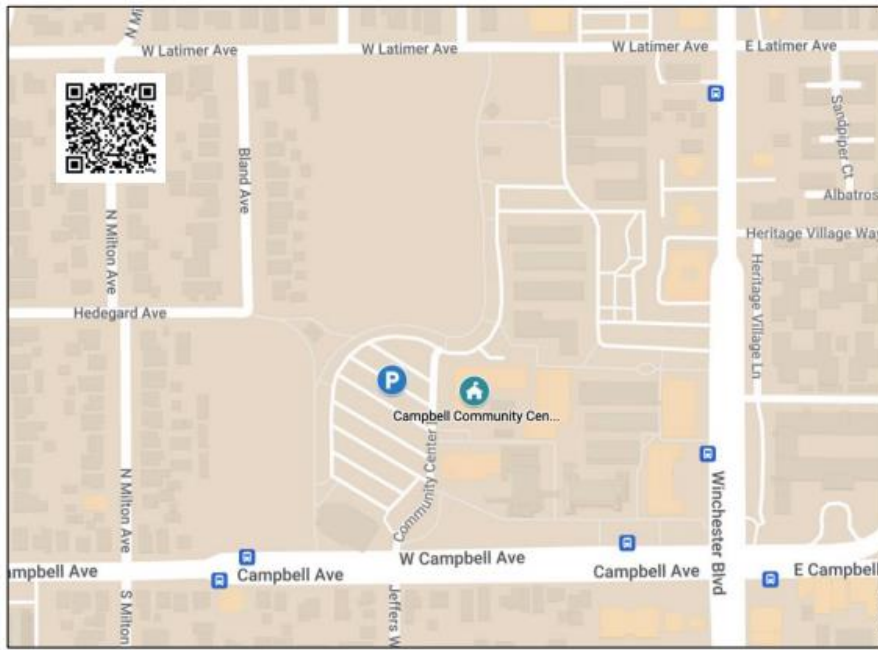 N Mi
W Latimer Ave
W Latimer Ave
W Latimer Ave
E Latimer Ave
Sandpiper Ct
Bland Ave
N Milton Ave
Albatros
Heritage Village Way
Hedegard Ave
Heritage Village Ln
P
Campbell Community Cen...
Community Center
N Milton Ave
Winchester Blvd
W Campbell Ave
ampbell Ave
Campbell Ave
Campbell Ave
E Campbell
S Milton
Jeffers W